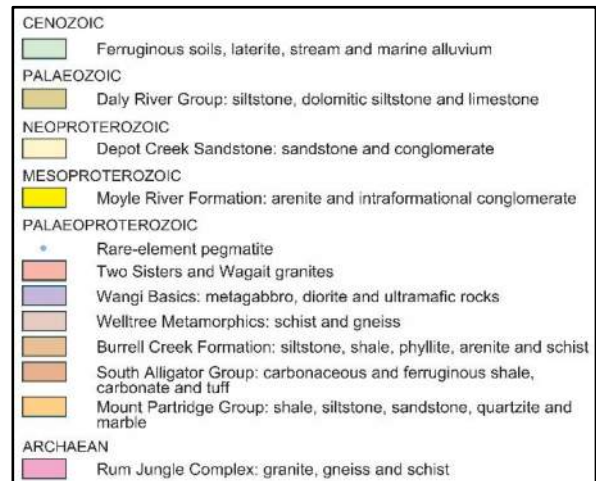 CENOZOIC
Ferruginous soils, laterite, stream and marine alluvium
PALAEOZOIC
Daly River Group: siltstone, dolomitic siltstone and limestone
NEOPROTEROZOIC
Depot Creek Sandstone: sandstone and conglomerate
MESOPROTEROZOIC
Moyle River Formation: arenite and intraformational conglomerate
PALAEOPROTEROZOIC
Rare-element pegmatite
Two Sisters and Wagait granites
Wangi Basics: metagabbro, diorite and ultramafic rocks
Welltree Metamorphics: schist and gneiss
Burrell Creek Formation: siltstone, shale, phyllite, arenite and schist
South Alligator Group: carbonaceous and ferruginous shale,
carbonate and tuff
Mount Partridge Group: shale, siltstone, sandstone, quartzite and
marble
ARCHAEAN
Rum Jungle Complex: granite, gneiss and schist